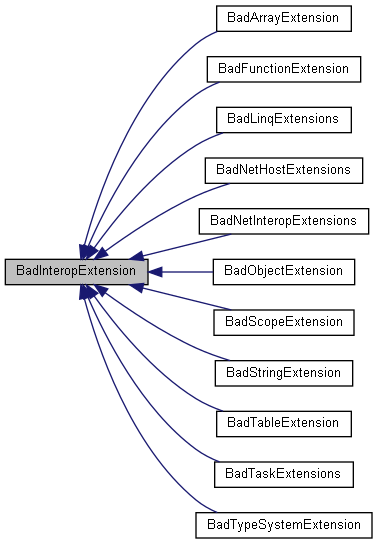 BadArrayExtension
BadFunctionExtension
BadLinqExtensions
BadNetHostExtensions
BadNetInteropExtensions
BadInteropExtension
BadObjectExtension
BadScopeExtension
BadStringExtension
BadTableExtension
BadTaskExtensions
BadTypeSystemExtension